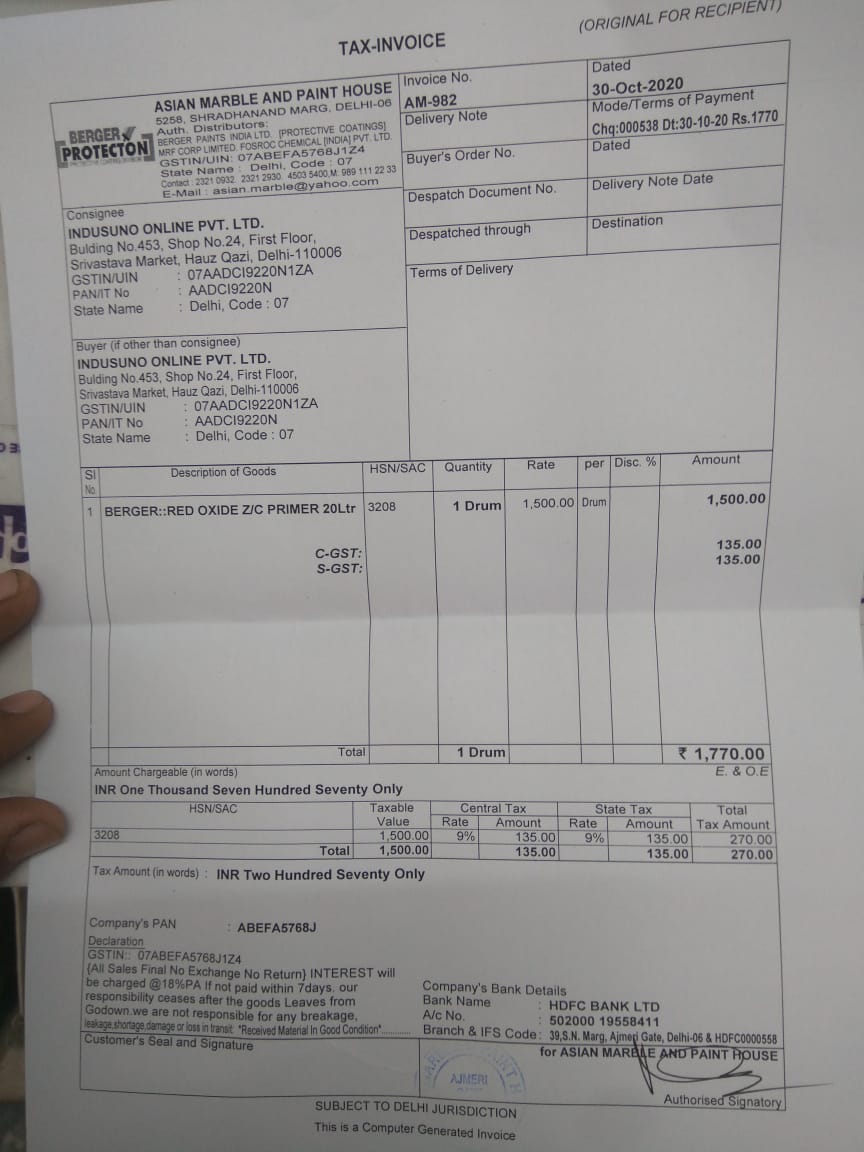 (ORIGINAL FOR RECIPIENT)
TAX-INVOICE
BERGER
PROTECTON
ASIAN MARBLE AND PAINT HOUSE
5258, SHRADHANAND MARG, DELHI-06
Auth. Distributors:
BERGER PAINTS INDIA LTD. [PROTECTIVE COATINGS]
MRF CORP LIMITED. FOSROC CHEMICAL [INDIA] PVT. LTD.
GSTIN/UIN: 07ABEFA5768J1Z4
State Name : Delhi, Code : 07
Contact : 2321 0932. 2321 2930. 4503 5400,M: 989 111 22 33
E-Mail : asian.marble@yahoo.com
Invoice No.
AM-982
Dated
30-Oct-2020
Delivery Note
Mode/Terms of Payment
Chq:000538 Dt:30-10-20 Rs.1770
Buyer's Order No.
Dated
Despatch Document No.
Delivery Note Date
Despatched through
Destination
Terms of Delivery
Consignee
INDUSUNO ONLINE PVT. LTD.
Bulding No.453, Shop No.24, First Floor,
Srivastava Market, Hauz Qazi, Delhi-110006
GSTIN/UIN : 07AADCI9220N1ZA
PAN/IT No : AADCI9220N
State Name : Delhi, Code : 07
Buyer (if other than consignee)
INDUSUNO ONLINE PVT. LTD.
Bulding No.453, Shop No.24, First Floor,
Srivastava Market, Hauz Qazi, Delhi-110006
GSTIN/UIN : 07AADCI9220N1ZA
PAN/IT No : AADCI9220N
State Name : Delhi, Code : 07
Sl No. Description of Goods HSN/SAC Quantity Rate per Disc. % Amount
1 BERGER::RED OXIDE Z/C PRIMER 20Ltr 3208 1 Drum 1,500.00 Drum 1,500.00
C-GST: 135.00
S-GST: 135.00
Total 1 Drum ₹ 1,770.00
Amount Chargeable (in words) E. & O.E
INR One Thousand Seven Hundred Seventy Only
HSN/SAC Taxable Value Central Tax State Tax Total Tax Amount
Rate Amount Rate Amount
3208 1,500.00 9% 135.00 9% 135.00 270.00
Total 1,500.00 135.00 135.00 270.00
Tax Amount (in words) : INR Two Hundred Seventy Only
Company's PAN : ABEFA5768J
Declaration
GSTIN:: 07ABEFA5768J1Z4
{All Sales Final No Exchange No Return} INTEREST will
be charged @18%PA If not paid within 7days. our
responsibility ceases after the goods Leaves from
Godown.we are not responsible for any breakage,
leakage,shortage,damage or loss in transit. *Received Material In Good Condition*............
Company's Bank Details
Bank Name : HDFC BANK LTD
A/c No. : 502000 19558411
Branch & IFS Code : 39,S.N. Marg, Ajmeri Gate, Delhi-06 & HDFC0000558
Customer's Seal and Signature
for ASIAN MARBLE AND PAINT HOUSE
AJMERI
Authorised Signatory
SUBJECT TO DELHI JURISDICTION
This is a Computer Generated Invoice